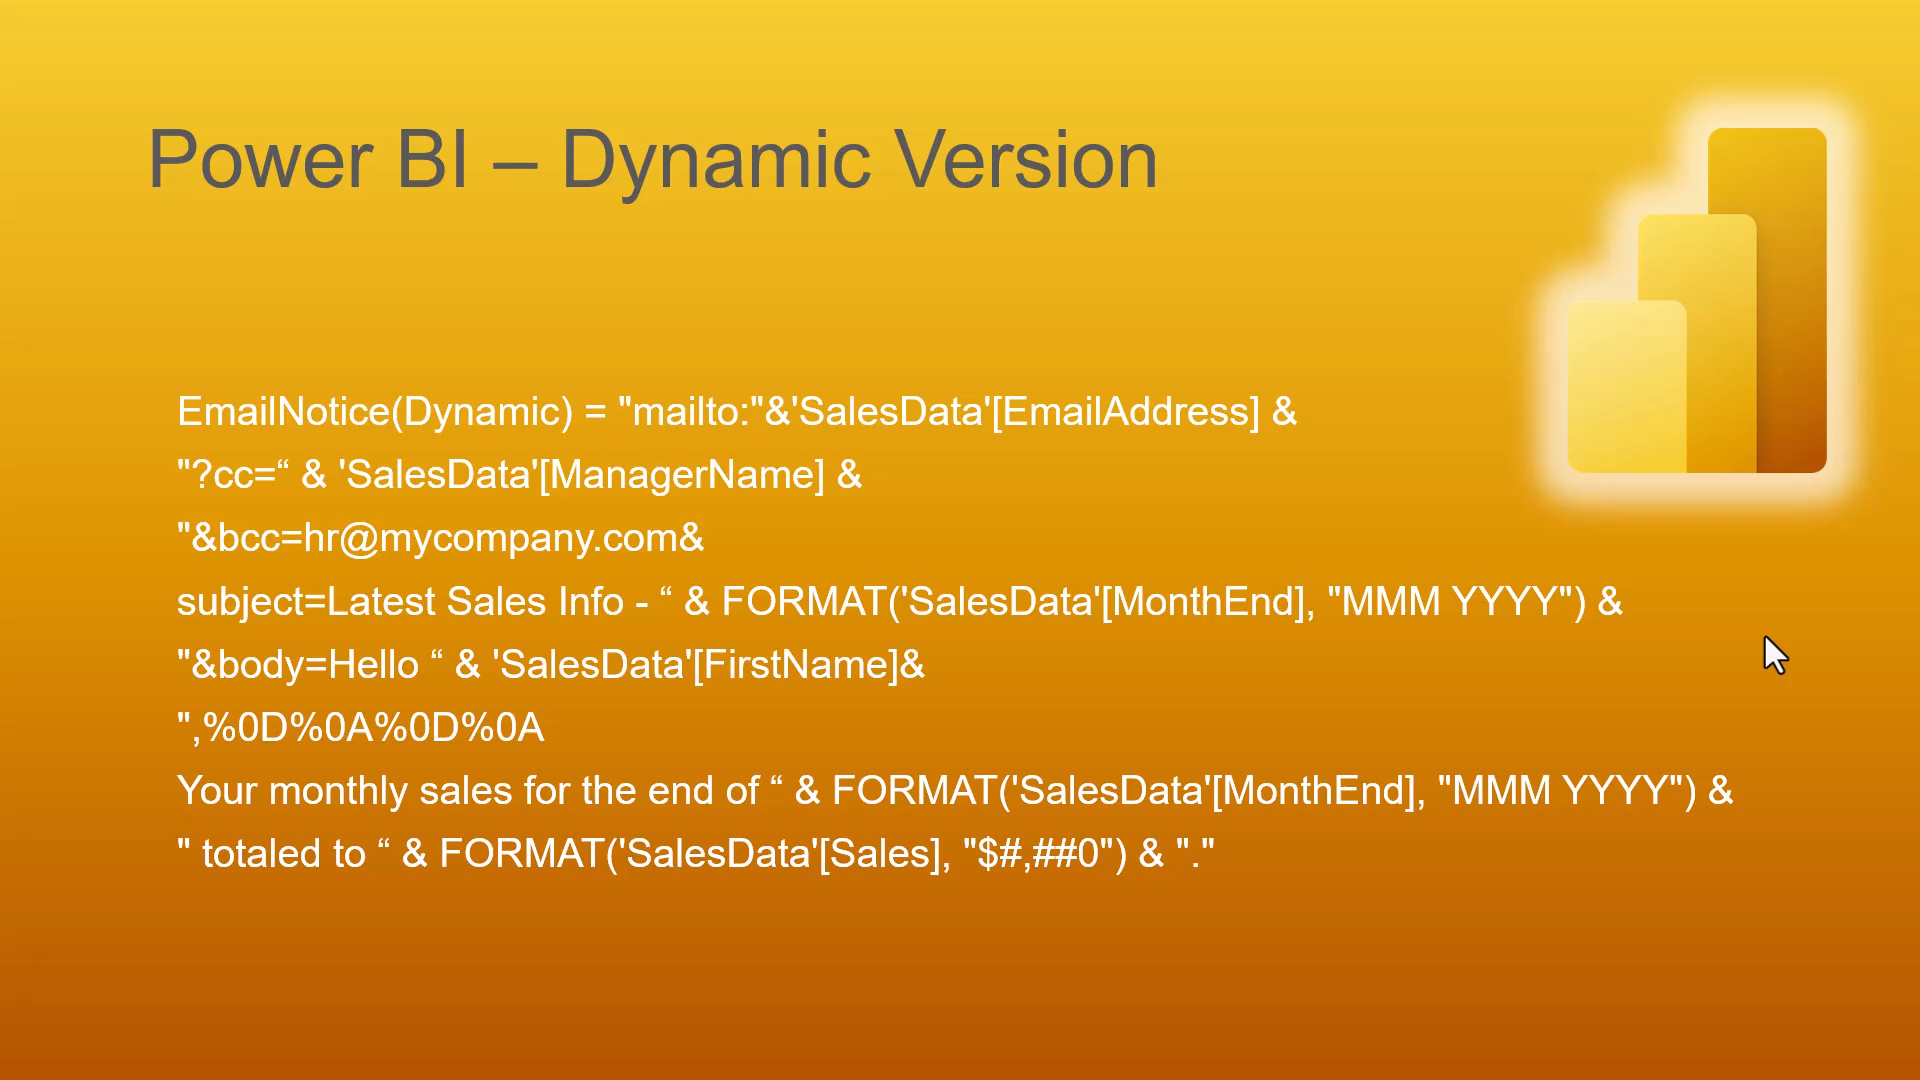 Power BI – Dynamic Version
EmailNotice(Dynamic) = "mailto:"&'SalesData'[EmailAddress] &
"?cc=“ & 'SalesData'[ManagerName] &
"&bcc=hr@mycompany.com&
subject=Latest Sales Info - “ & FORMAT('SalesData'[MonthEnd], "MMM YYYY") &
"&body=Hello “ & 'SalesData'[FirstName]&
",%0D%0A%0D%0A
Your monthly sales for the end of “ & FORMAT('SalesData'[MonthEnd], "MMM YYYY") &
" totaled to “ & FORMAT('SalesData'[Sales], "$#,##0") & "."